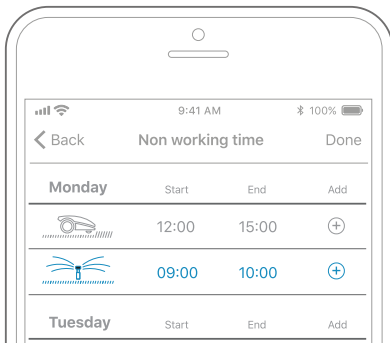 9:41 AM 100%
Back Non working time Done
Monday Start End Add
12:00 15:00
09:00 10:00
Tuesday Start End Add